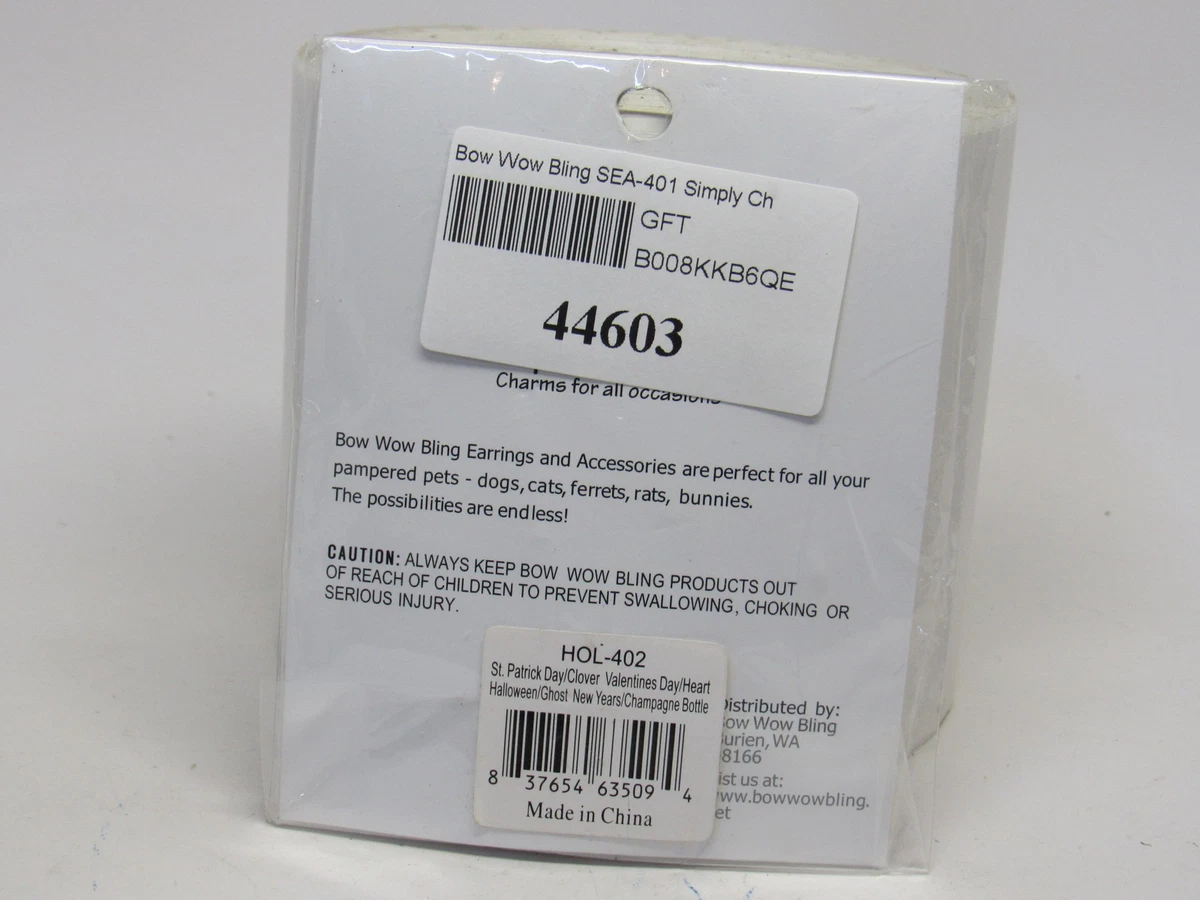 Bow Wow Bling SEA-401 Simply Ch
GFT
B008KKB6QE
44603
Charms for all occasions
Bow Wow Bling Earrings and Accessories are perfect for all your
pampered pets - dogs, cats, ferrets, rats, bunnies.
The possibilities are endless!
CAUTION: ALWAYS KEEP BOW WOW BLING PRODUCTS OUT
OF REACH OF CHILDREN TO PREVENT SWALLOWING, CHOKING OR
SERIOUS INJURY.
HOL-402
St. Patrick Day/Clover Valentines Day/Heart
Halloween/Ghost New Years/Champagne Bottle
8 37654 63509 4
Made in China
Distributed by:
Bow Wow Bling
Burien, WA
8166
ist us at:
www.bowwowbling.
et